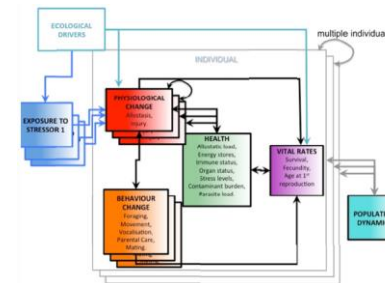 ECOLOGICAL
DRIVERS
multiple individua
INDIVIDUAL
PHYSIOLOGICAL
CHANGE
Allostasis,
Injury,
EXPOSURE TO
STRESSOR 1
HEALTH
Allostatic load,
Energy stores,
Immune status,
Organ status,
Stress levels,
Contaminant burden,
Parasite load.
VITAL RATES
Survival,
Fecundity,
Age at 1st
reproduction
BEHAVIOUR
CHANGE
Foraging,
Movement,
Vocalisation,
Parental Care,
Mating.
POPULAT
DYNAMI